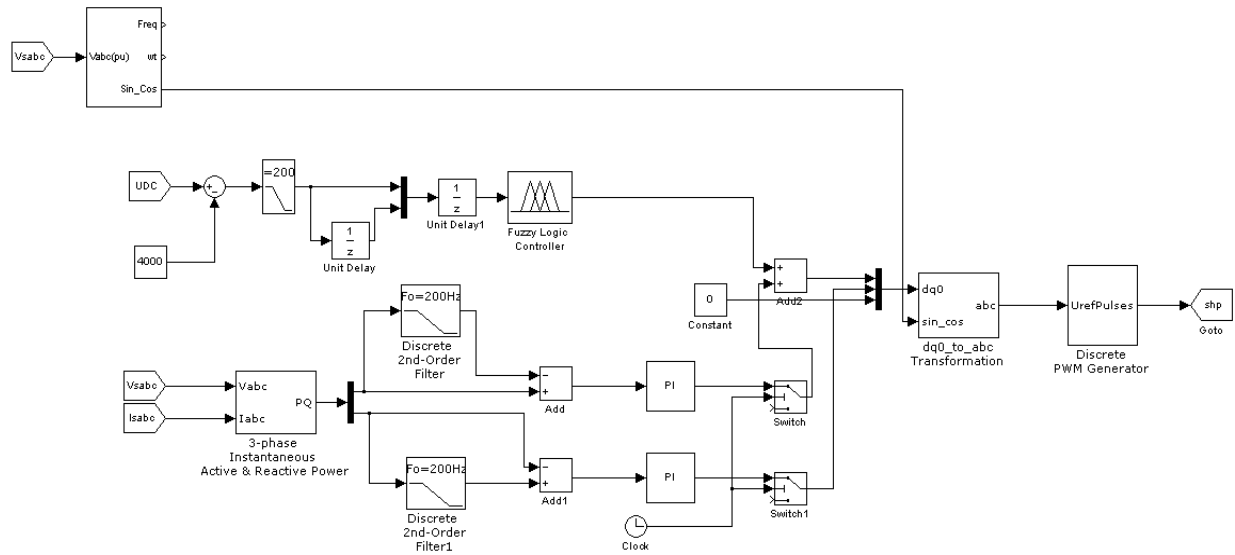 Freq
Vsabc
Vabc(pu)
wt
Sin_Cos
=200
UDC
+
-
1
z
Unit Delay1
Fuzzy Logic
Controller
1
z
Unit Delay
4000
Fo=200Hz
Discrete
2nd-Order
Filter
0
Constant
+
+
Add2
dq0
sin_cos
abc
dq0_to_abc
Transformation
UrefPulses
Discrete
PWM Generator
shp
Goto
Vsabc
Isabc
Vabc
Iabc
PQ
3-phase
Instantaneous
Active & Reactive Power
-
+
Add
PI
Switch
Fo=200Hz
Discrete
2nd-Order
Filter1
-
+
Add1
PI
Switch1
Clock